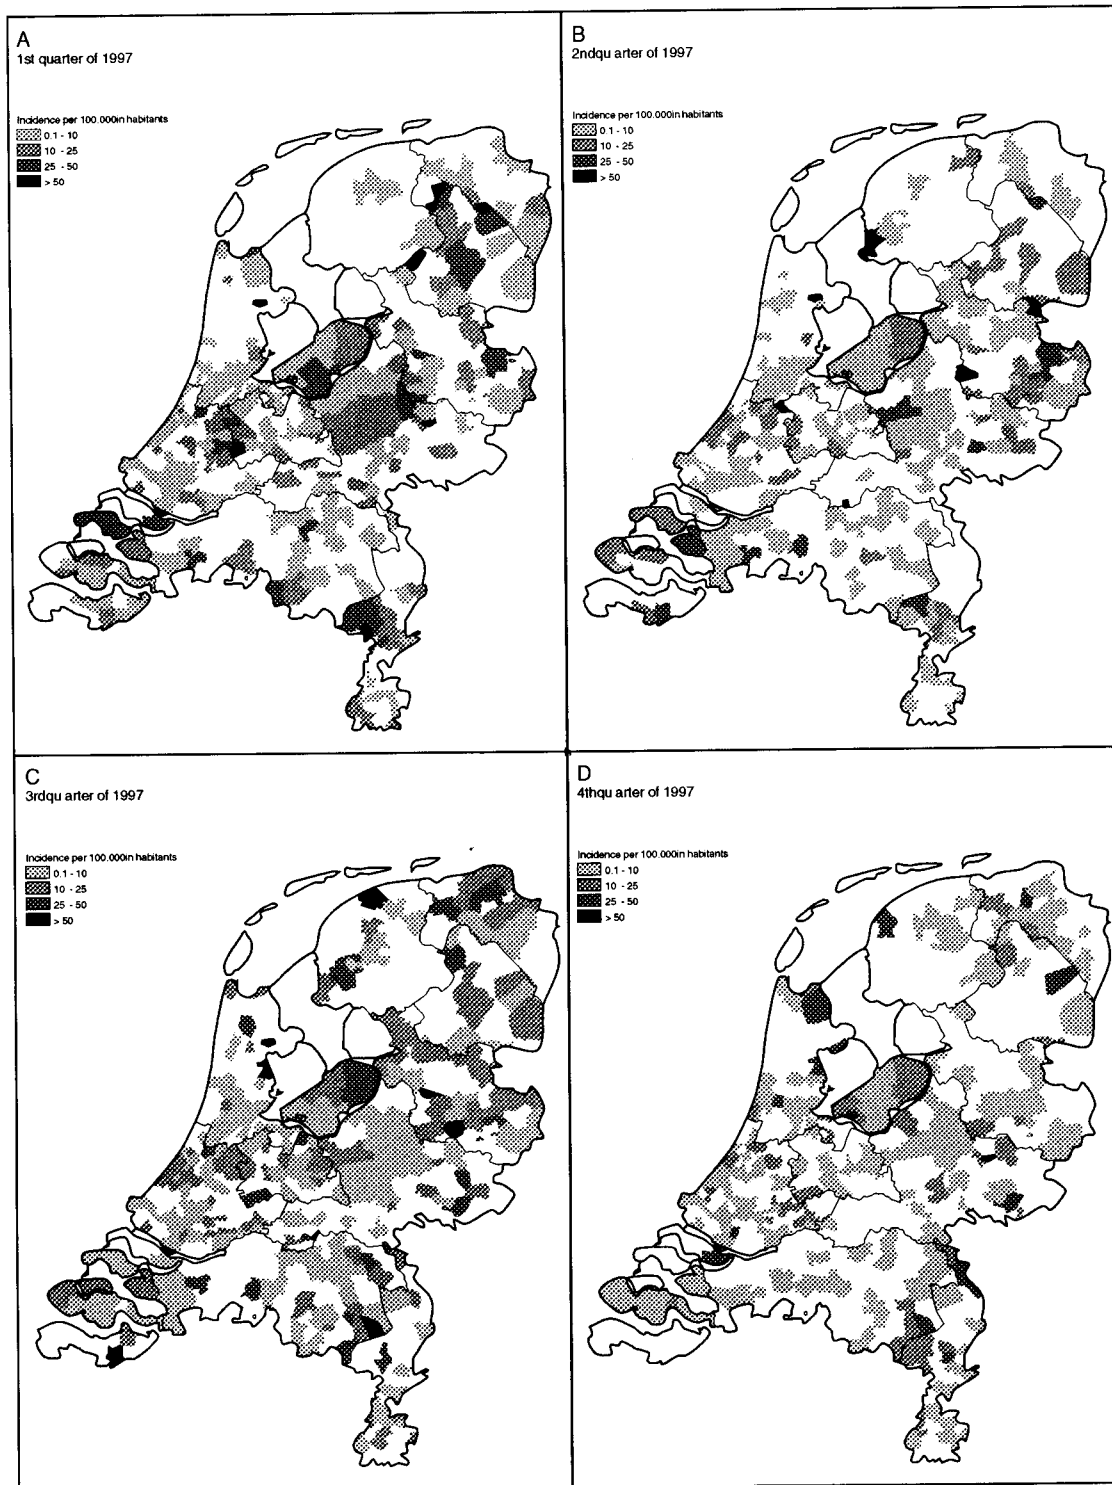 A
1st quarter of 1997
Incidence per 100.000in habitants
0.1 - 10
10 - 25
25 - 50
> 50
B
2ndqu arter of 1997
Incidence per 100.000in habitants
0.1 - 10
10 - 25
25 - 50
> 50
C
3rdqu arter of 1997
Incidence per 100.000in habitants
0.1 - 10
10 - 25
25 - 50
> 50
D
4thqu arter of 1997
Incidence per 100.000in habitants
0.1 - 10
10 - 25
25 - 50
> 50